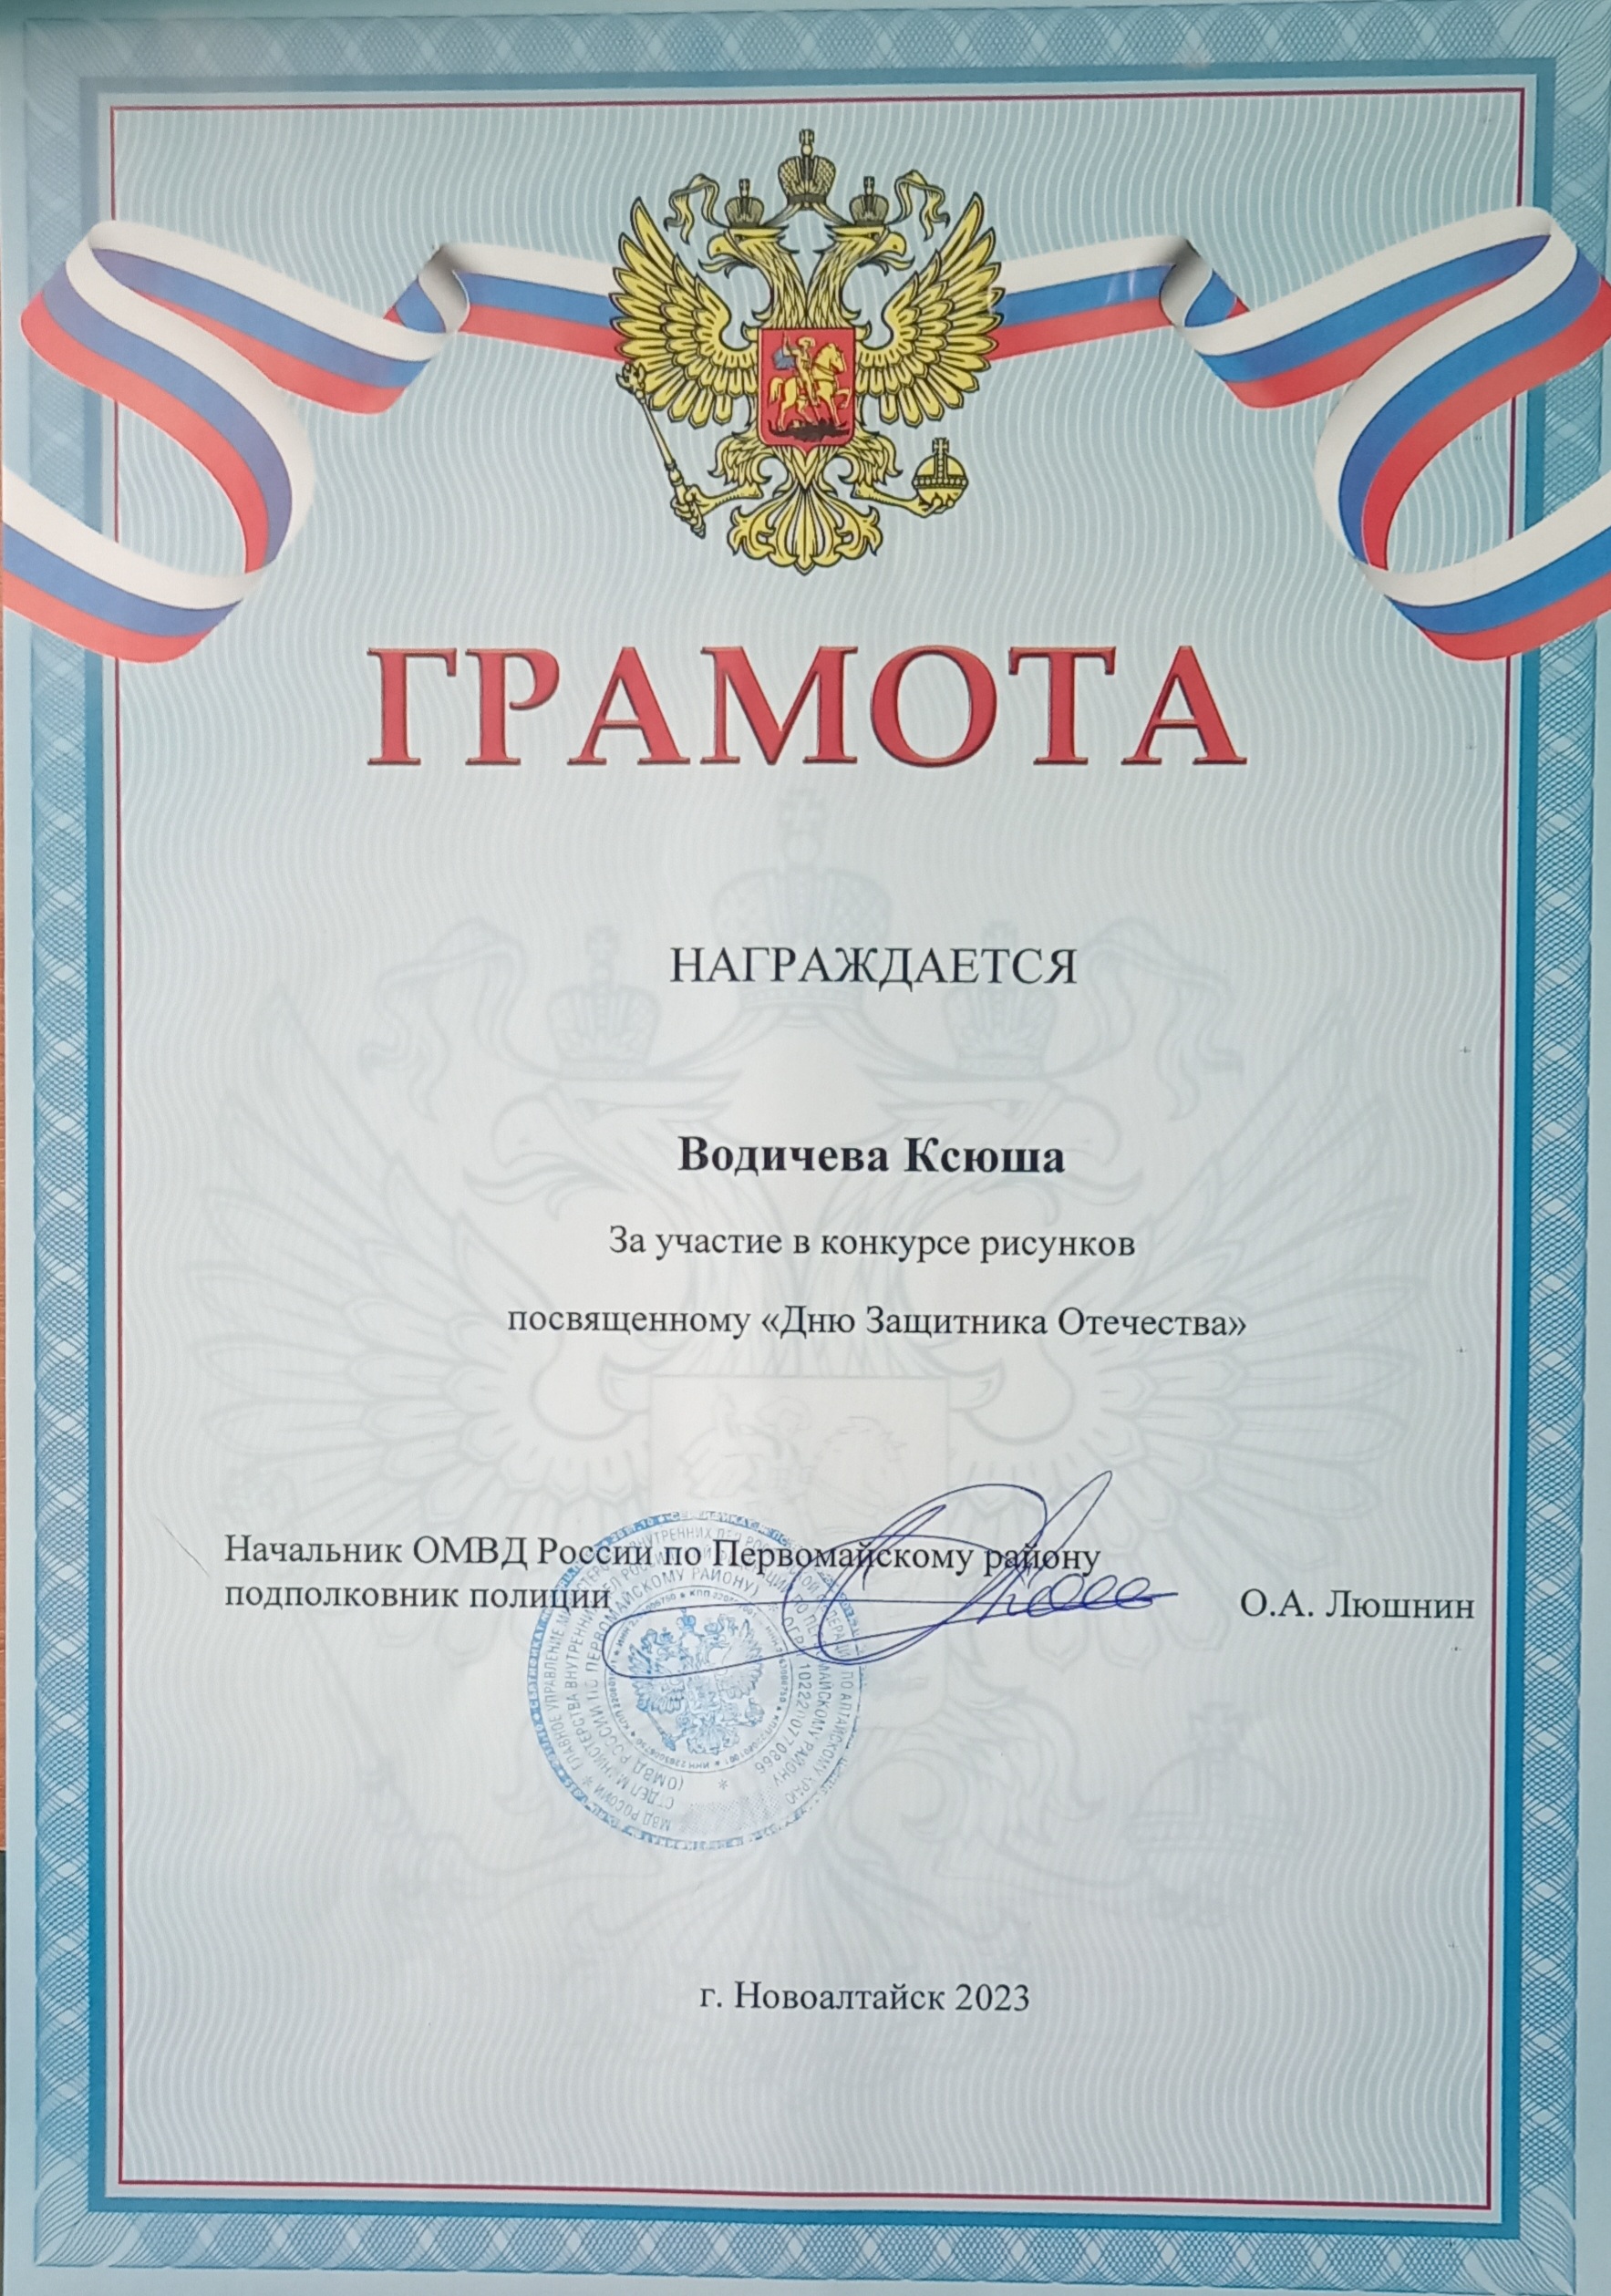 ГРАМОТА
НАГРАЖДАЕТСЯ
Водичева Ксюша
За участие в конкурсе рисунков
посвященному «Дню Защитника Отечества»
Начальник ОМВД России по Первомайскому району
подполковник полиции
О.А. Люшнин
г. Новоалтайск 2023